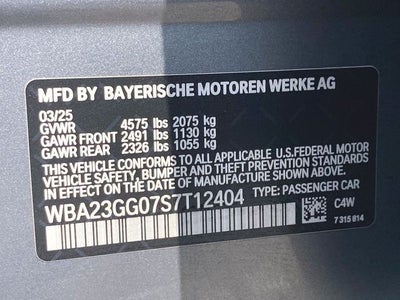 MFD BY BAYERISCHE MOTOREN WERKE AG
03/25
GVWR 4575 lbs 2075 kg
GAWR FRONT 2491 lbs 1130 kg
GAWR REAR 2326 lbs 1055 kg
THIS VEHICLE CONFORMS TO ALL APPLICABLE U.S.FEDERAL MOTOR
VEHICLE SAFETY, BUMPER, AND THEFT PREVENTION STANDARDS
IN EFFECT ON THE DATE OF MANUFACTURE SHOWN ABOVE.
WBA23GG07S7T12404 TYPE: PASSENGER CAR
C4W
7 315 814